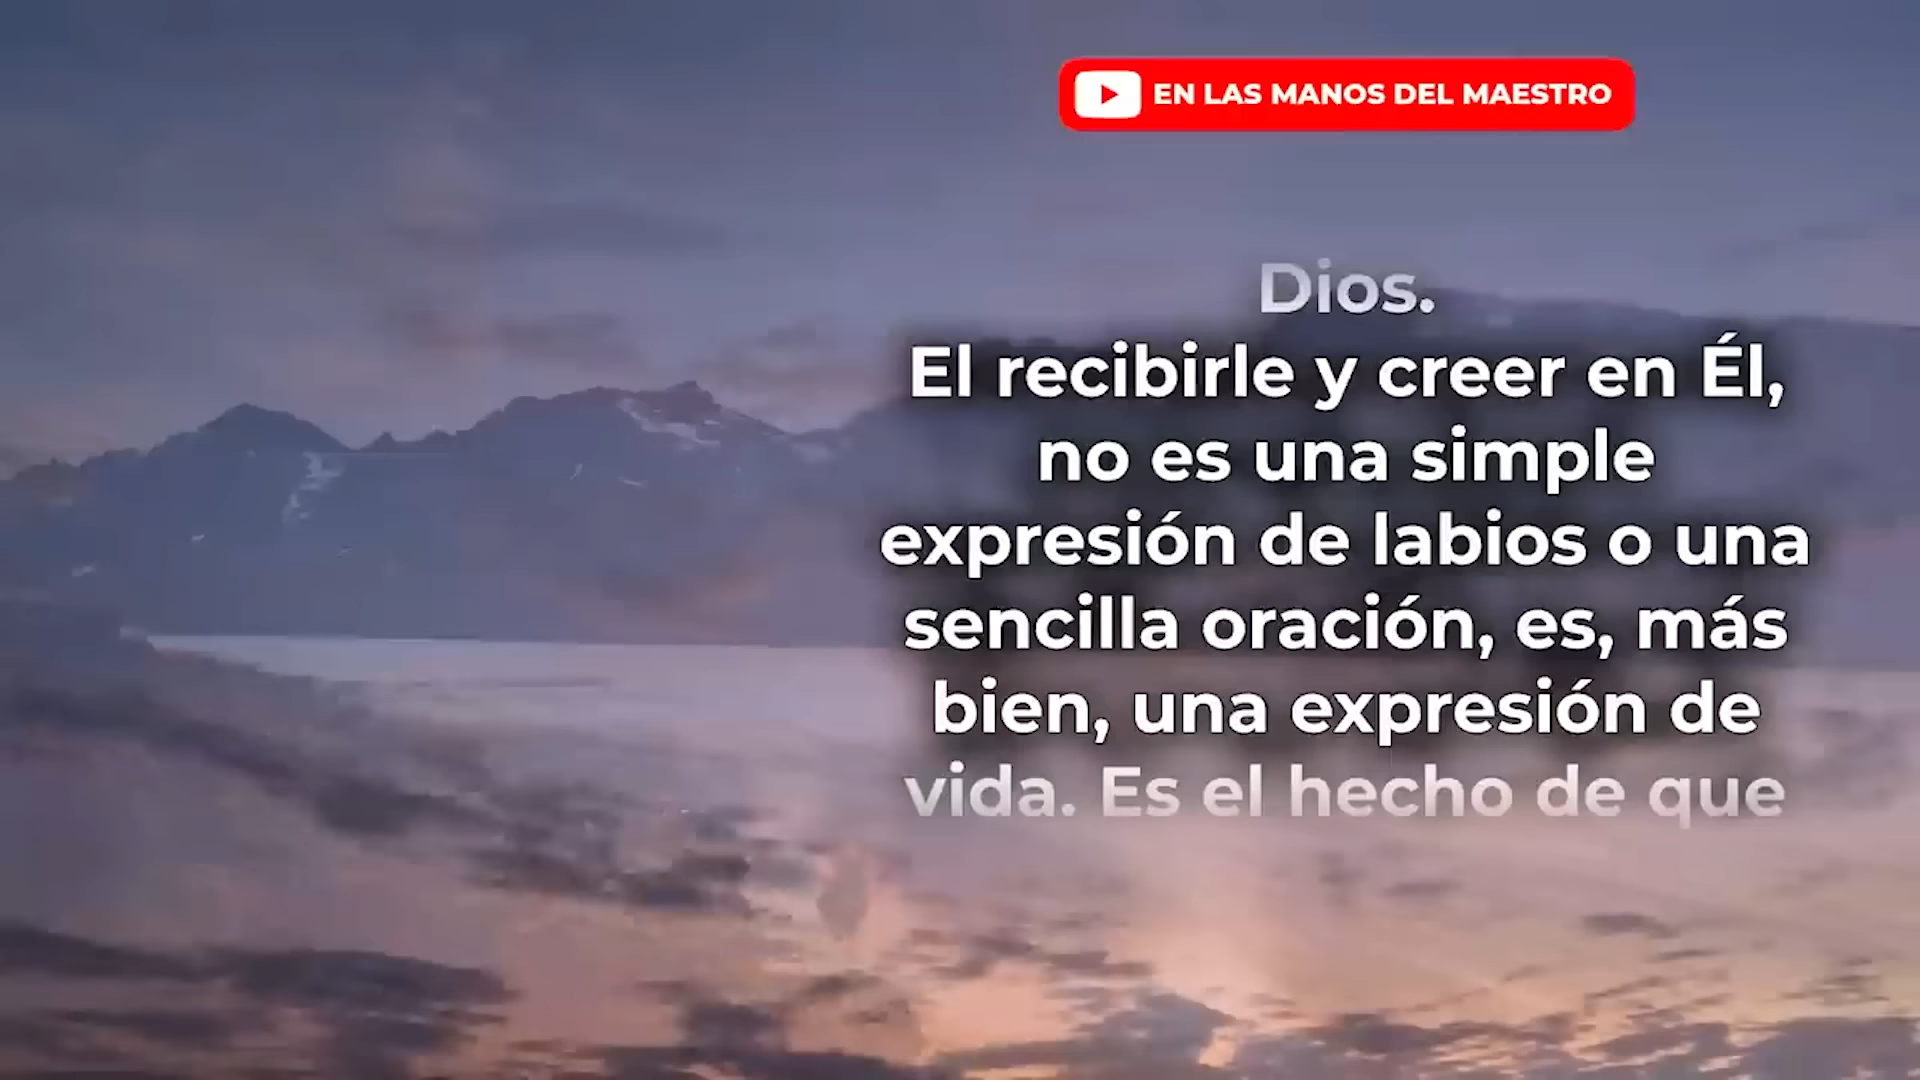 EN LAS MANOS DEL MAESTRO
Dios.
El recibirle y creer en Él,
no es una simple
expresión de labios o una
sencilla oración, es, más
bien, una expresión de
vida. Es el hecho de que